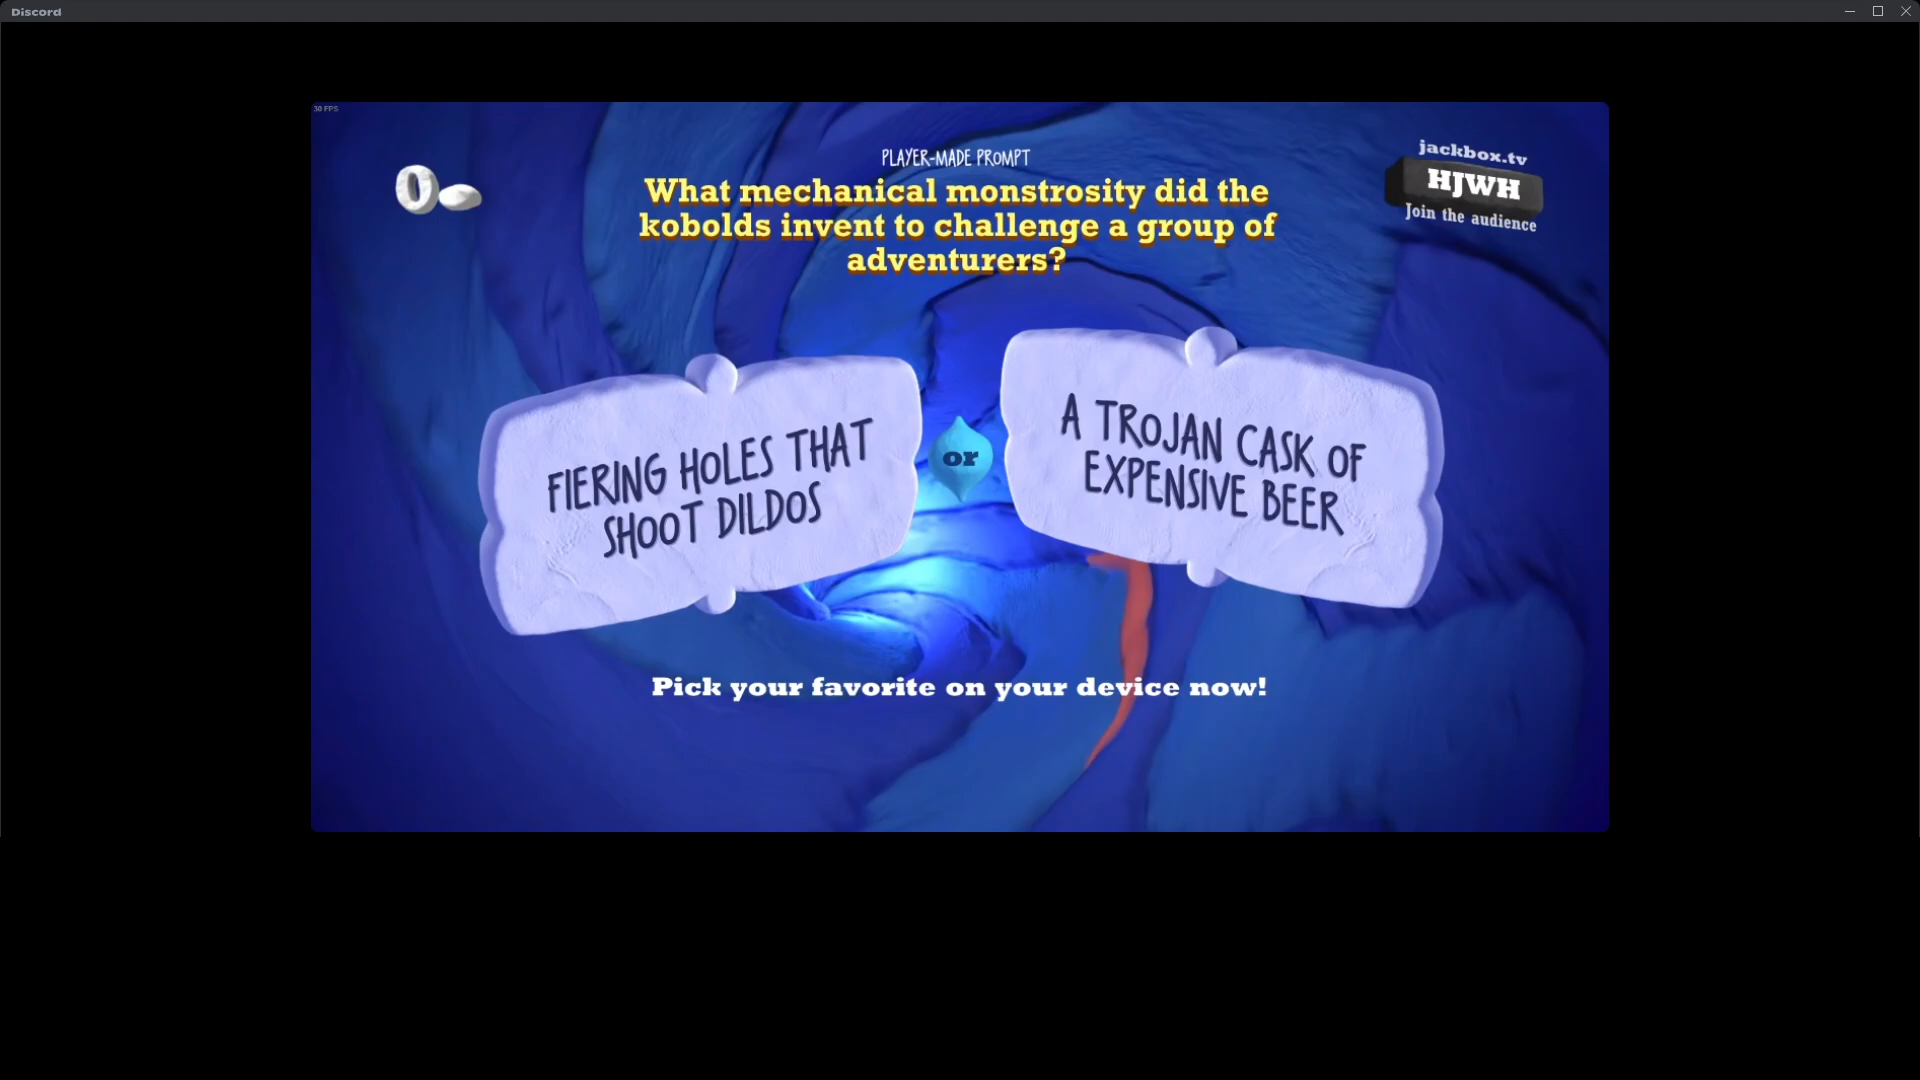 Discord
30 FPS
PLAYER-MADE PROMPT
What mechanical monstrosity did the
kobolds invent to challenge a group of
adventurers?
jackbox.tv
HJWH
Join the audience
0
FIERING HOLES THAT
SHOOT DILDOS
or
A TROJAN CASK OF
EXPENSIVE BEER
Pick your favorite on your device now!